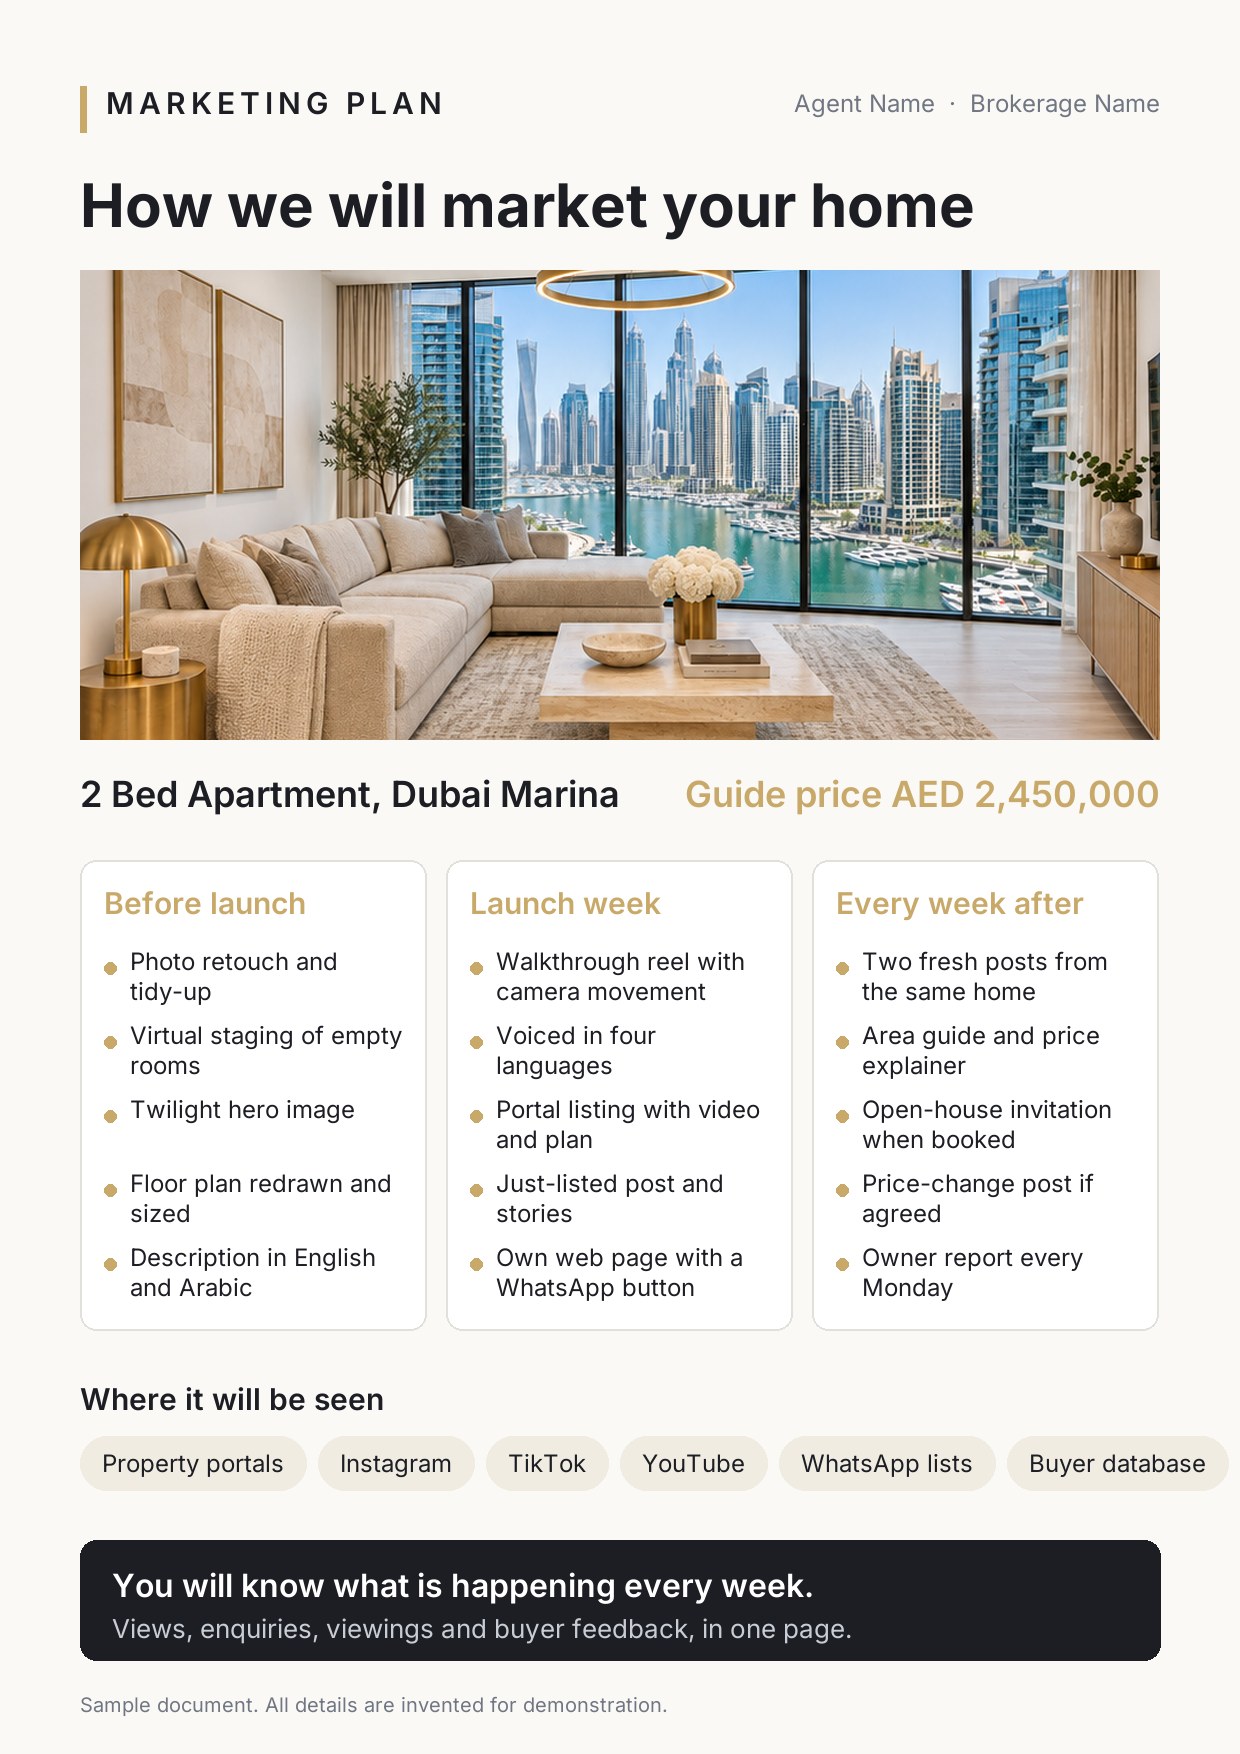 MARKETING PLAN
Agent Name · Brokerage Name
How we will market your home
2 Bed Apartment, Dubai Marina
Guide price AED 2,450,000
Before launch
Photo retouch and
tidy-up
Virtual staging of empty
rooms
Twilight hero image
Floor plan redrawn and
sized
Description in English
and Arabic
Launch week
Walkthrough reel with
camera movement
Voiced in four
languages
Portal listing with video
and plan
Just-listed post and
stories
Own web page with a
WhatsApp button
Every week after
Two fresh posts from
the same home
Area guide and price
explainer
Open-house invitation
when booked
Price-change post if
agreed
Owner report every
Monday
Where it will be seen
Property portals
Instagram
TikTok
YouTube
WhatsApp lists
Buyer database
You will know what is happening every week.
Views, enquiries, viewings and buyer feedback, in one page.
Sample document. All details are invented for demonstration.